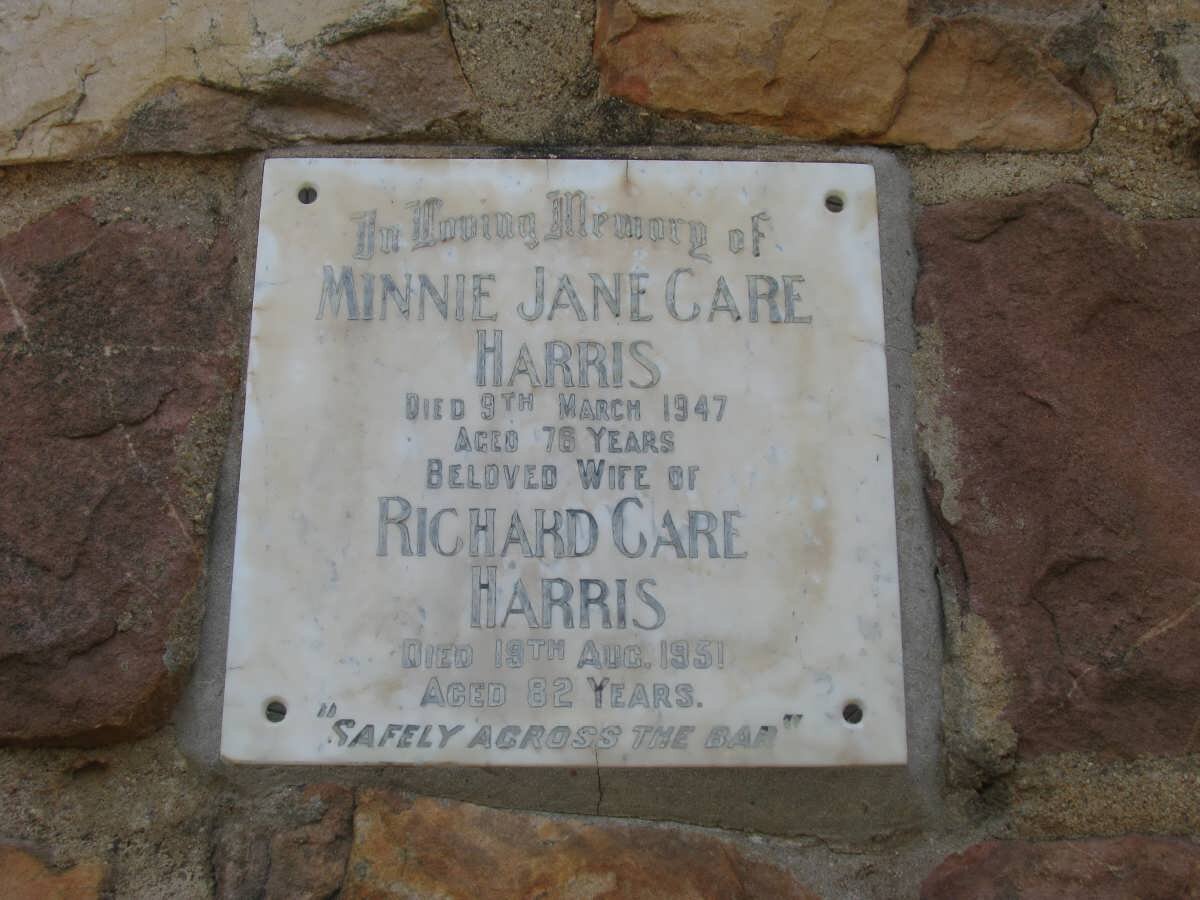 In Loving Memory of
MINNIE JANE CARE
HARRIS
DIED 9TH MARCH 1947
AGED 76 YEARS
BELOVED WIFE OF
RICHARD CARE
HARRIS
DIED 19TH AUG. 1951
AGED 82 YEARS.
"SAFELY ACROSS THE BAR"